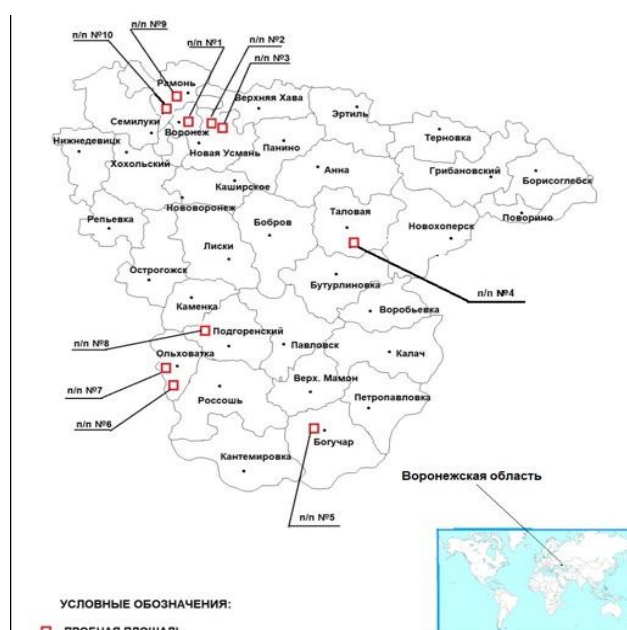 п/п №9
п/п №10
п/п №1
п/п №2
п/п №3
Рамонь
Верхняя Хава
Эртиль
Семилуки
Воронеж
Терновка
Нижнедевицк
Хохольский
Новая Усмань
Панино
Анна
Грибановский
Борисоглебск
Каширское
Нововоронеж
Таловая
Поворино
Репьевка
Бобров
Новохоперск
Лиски
Острогожск
Бутурлиновка
п/п №4
Каменка
Воробьевка
п/п №8
Подгоренский
Павловск
Калач
Ольховатка
п/п №7
Россошь
Верх. Мамон
Петропавловка
п/п №6
Богучар
Кантемировка
Воронежская область
п/п №5
УСЛОВНЫЕ ОБОЗНАЧЕНИЯ:
ПРОБНАЯ ПЛОЩАДЬ